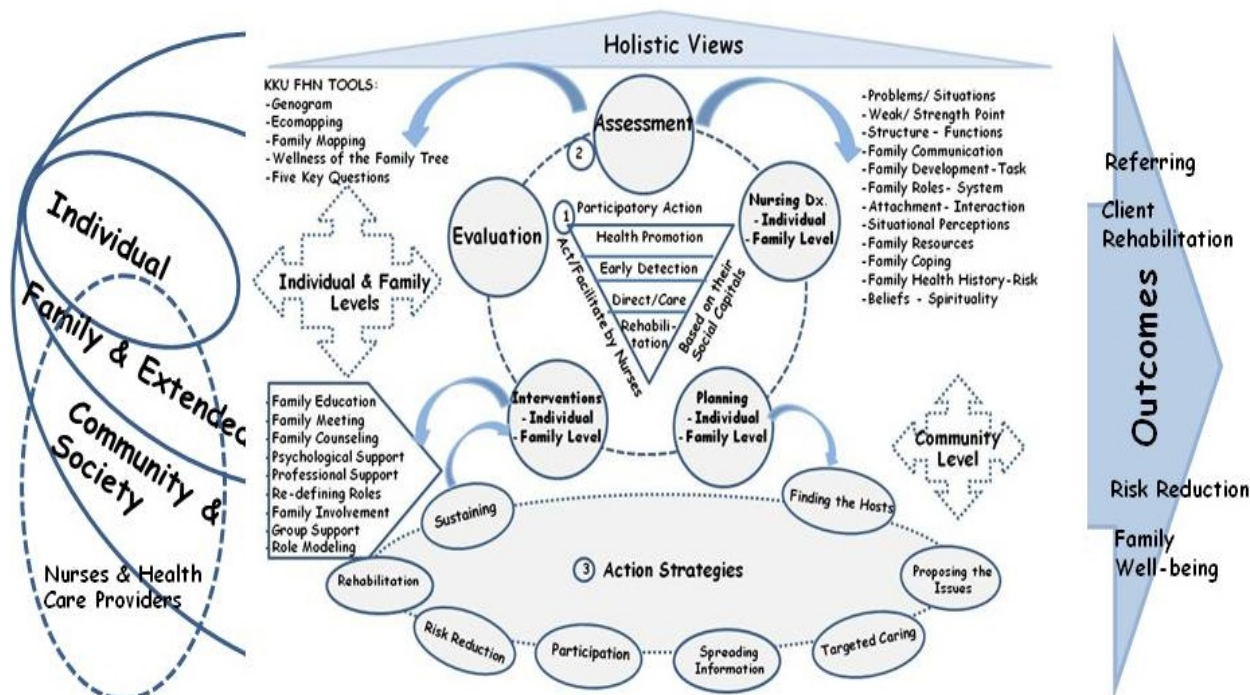 Holistic Views
KKU FHN TOOLS:
-Genogram
-Ecomapping
-Family Mapping
-Wellness of the Family Tree
-Five Key Questions
Assessment
2
-Problems/ Situations
-Weak/ Strength Point
-Structure - Functions
-Family Communication
-Family Development-Task
-Family Roles- System
-Attachment- Interaction
-Situational Perceptions
-Family Resources
-Family Coping
-Family Health History-Risk
-Beliefs - Spirituality
Individual
Family & Extended
Community &
Society
Nurses & Health
Care Providers
Individual & Family
Levels
Evaluation
Nursing Dx.
- Individual
- Family Level
1
Participatory Action
Health Promotion
Early Detection
Direct/Care
Rehabili-
tation
Act/Facilitate by Nurses
Based on their
Social Capitals
Interventions
- Individual
- Family Level
Planning
- Individual
- Family Level
-Family Education
-Family Meeting
-Family Counseling
-Psychological Support
-Professional Support
-Re-defining Roles
-Family Involvement
-Group Support
-Role Modeling
Community
Level
Sustaining
Finding the Hosts
3 Action Strategies
Rehabilitation
Proposing the
Issues
Risk Reduction
Participation
Spreading
Information
Targeted Caring
Referring
Client
Rehabilitation
Outcomes
Risk Reduction
Family
Well-being